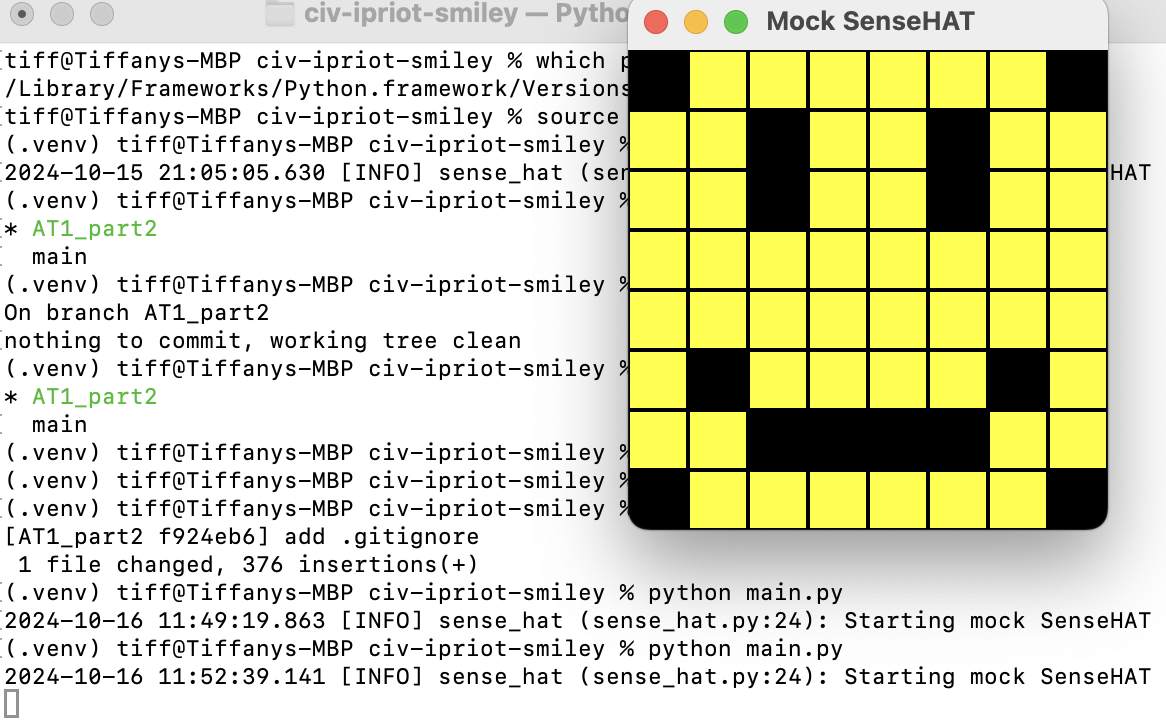 civ-ipriot-smiley — Pytho
Mock SenseHAT
tiff@Tiffanys-MBP civ-ipriot-smiley % which
/Library/Frameworks/Python.framework/Versions
tiff@Tiffanys-MBP civ-ipriot-smiley % source
(.venv) tiff@Tiffanys-MBP civ-ipriot-smiley %
2024-10-15 21:05:05.630 [INFO] sense_hat (sen HAT
(.venv) tiff@Tiffanys-MBP civ-ipriot-smiley %
* AT1_part2
main
(.venv) tiff@Tiffanys-MBP civ-ipriot-smiley %
On branch AT1_part2
nothing to commit, working tree clean
(.venv) tiff@Tiffanys-MBP civ-ipriot-smiley %
* AT1_part2
main
(.venv) tiff@Tiffanys-MBP civ-ipriot-smiley %
(.venv) tiff@Tiffanys-MBP civ-ipriot-smiley %
(.venv) tiff@Tiffanys-MBP civ-ipriot-smiley %
[AT1_part2 f924eb6] add .gitignore
1 file changed, 376 insertions(+)
(.venv) tiff@Tiffanys-MBP civ-ipriot-smiley % python main.py
2024-10-16 11:49:19.863 [INFO] sense_hat (sense_hat.py:24): Starting mock SenseHAT
(.venv) tiff@Tiffanys-MBP civ-ipriot-smiley % python main.py
2024-10-16 11:52:39.141 [INFO] sense_hat (sense_hat.py:24): Starting mock SenseHAT